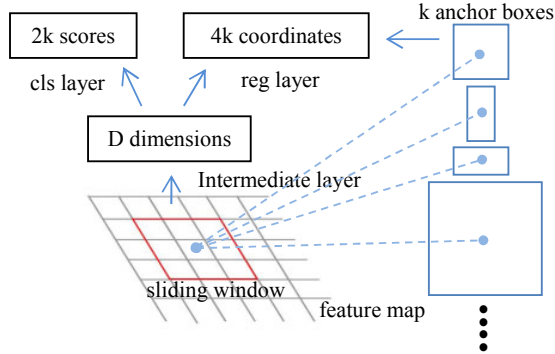 k anchor boxes
2k scores
4k coordinates
cls layer
reg layer
D dimensions
Intermediate layer
sliding window
feature map